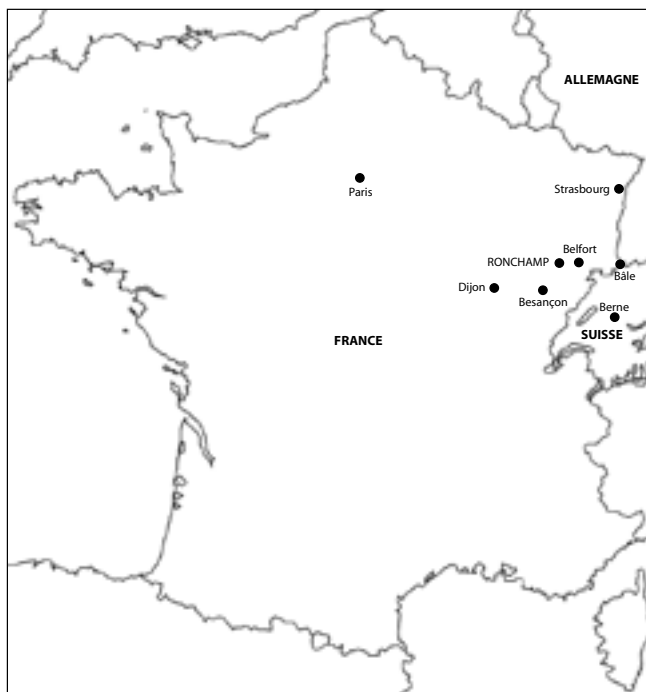 ALLEMAGNE
Paris
Strasbourg
Belfort
RONCHAMP
Bâle
Dijon
Besançon
Berne
SUISSE
FRANCE